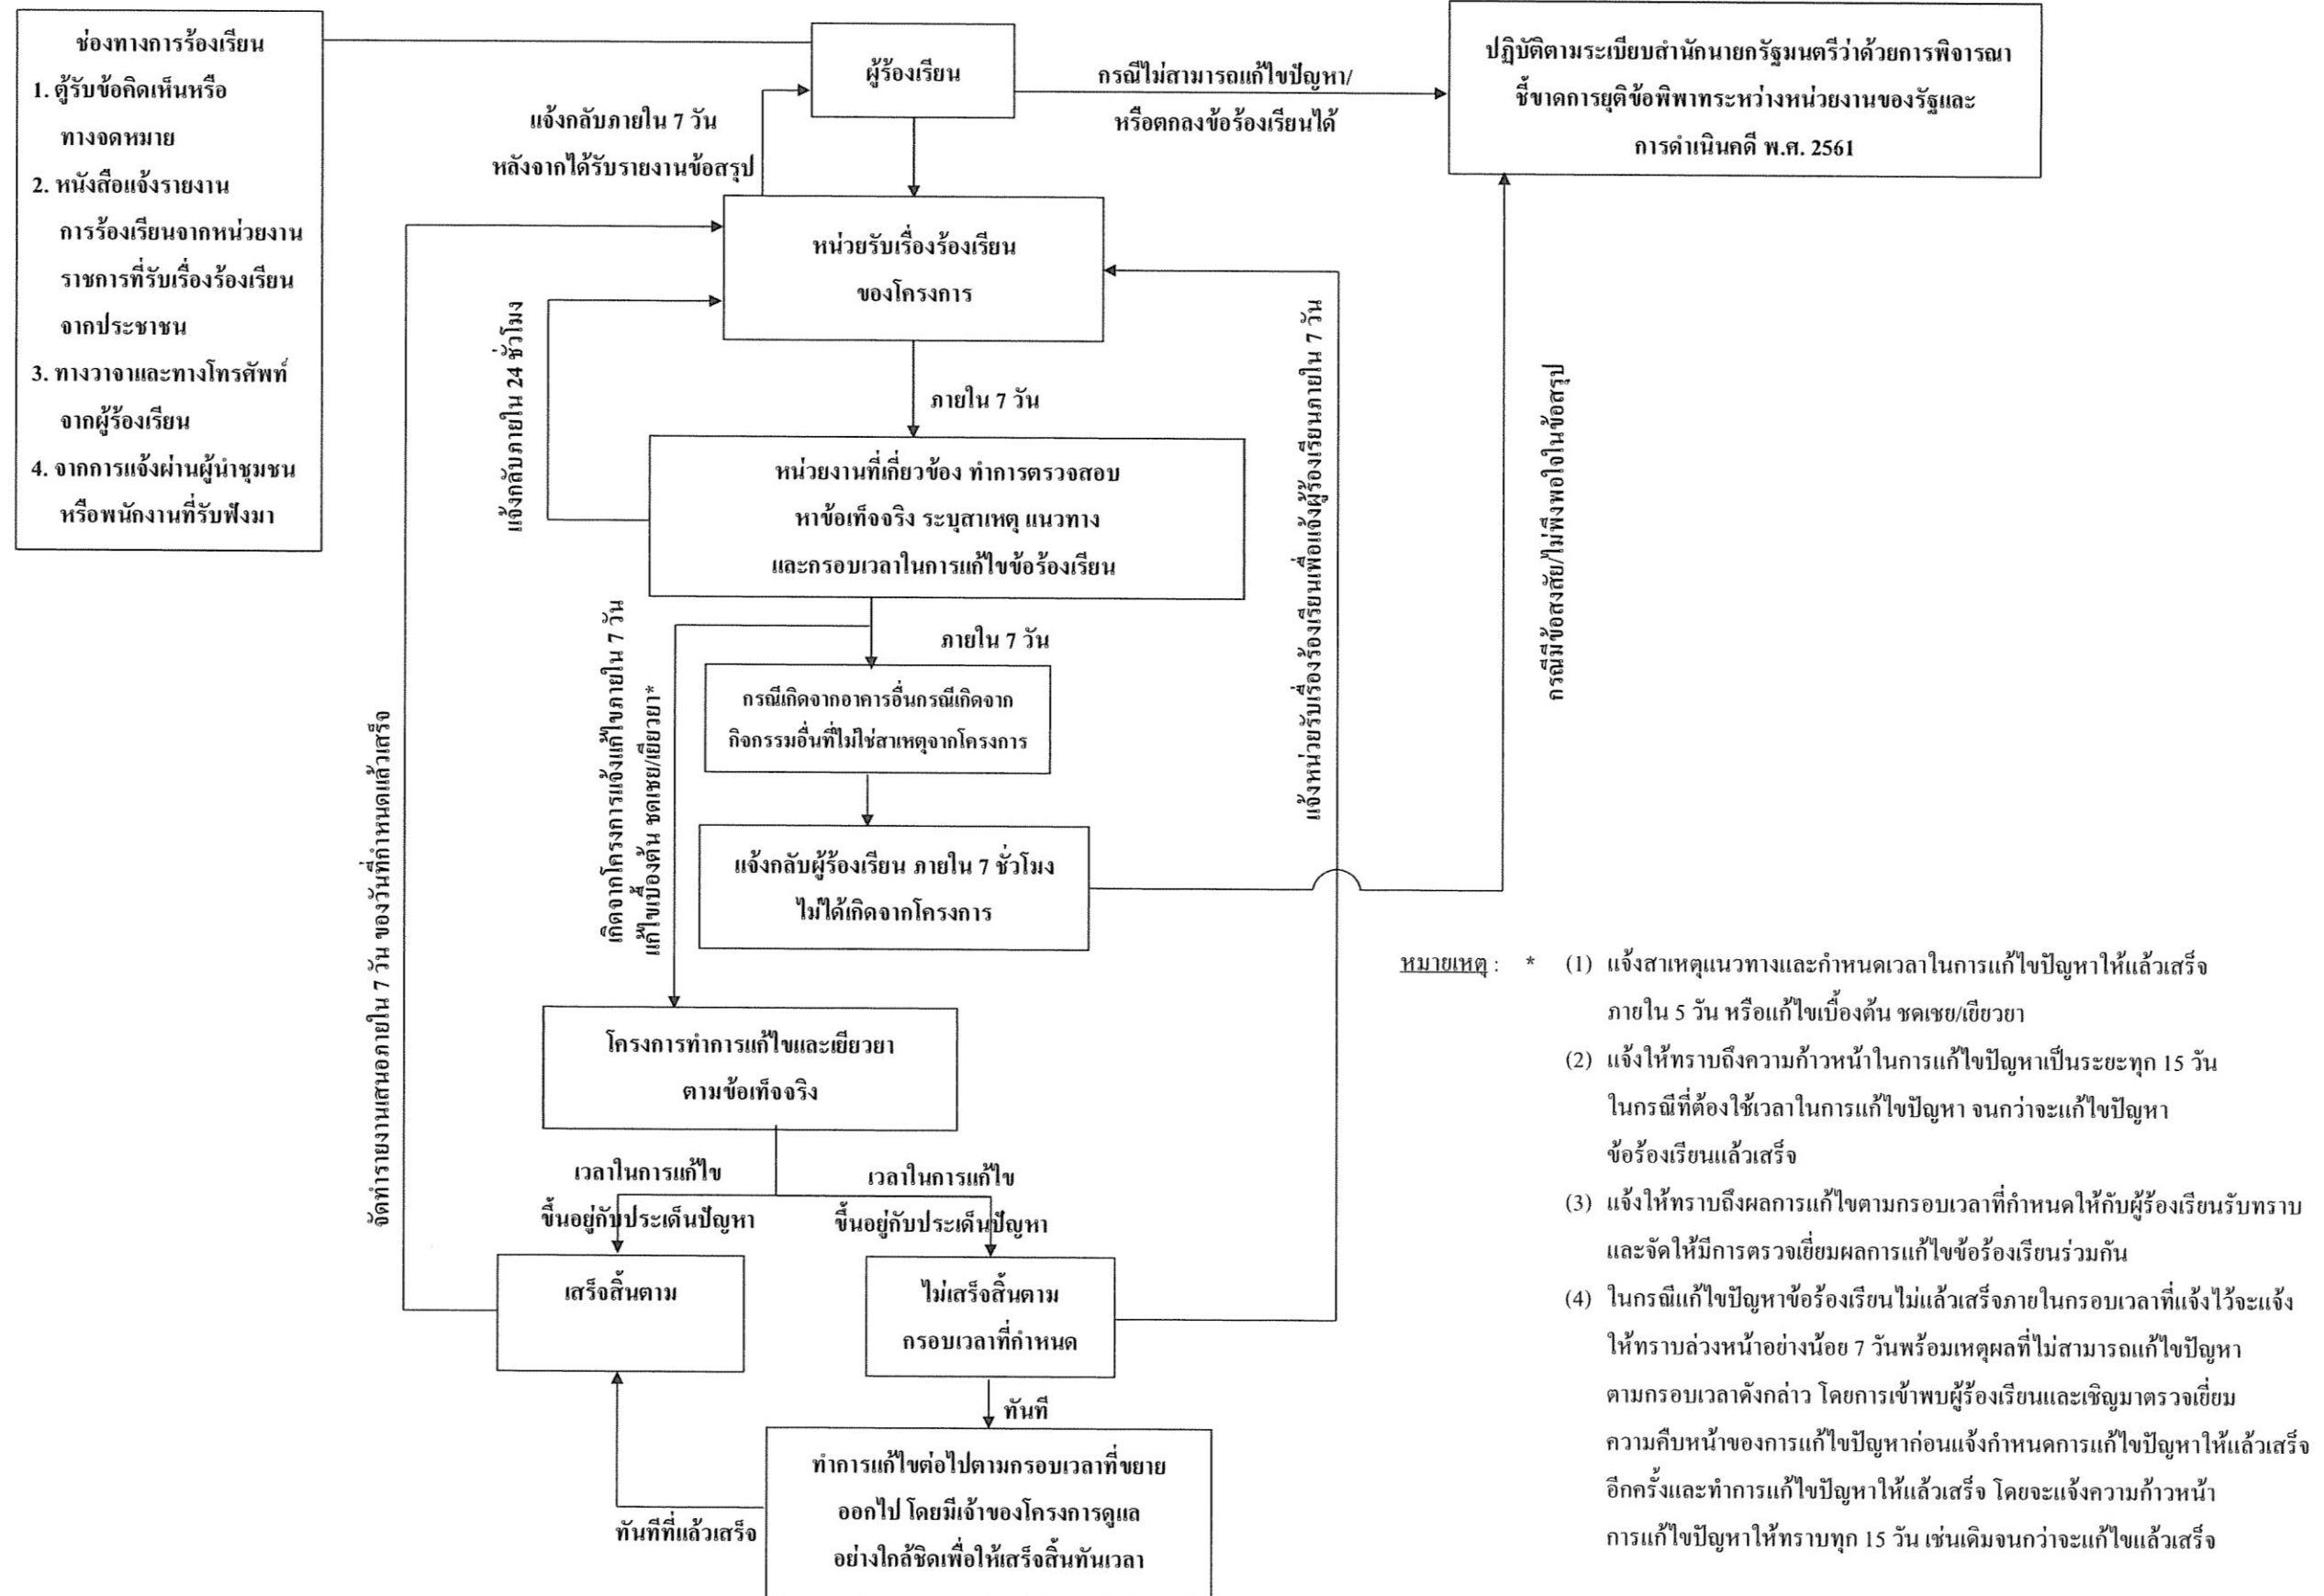 ช่องทางการร้องเรียน
1. ตู้รับข้อคิดเห็นหรือ
ทางจดหมาย
2. หนังสือแจ้งรายงาน
การร้องเรียนจากหน่วยงาน
ราชการที่รับเรื่องร้องเรียน
จากประชาชน
3. ทางวาจาและทางโทรศัพท์
จากผู้ร้องเรียน
4. จากการแจ้งผ่านผู้นำชุมชน
หรือพนักงานที่รับฟังมา
ผู้ร้องเรียน
กรณีไม่สามารถแก้ไขปัญหา/
หรือตกลงข้อร้องเรียนได้
ปฏิบัติตามระเบียบสำนักนายกรัฐมนตรีว่าด้วยการพิจารณา
ชี้ขาดการยุติข้อพิพาทระหว่างหน่วยงานของรัฐและ
การดำเนินคดี พ.ศ. 2561
แจ้งกลับภายใน 7 วัน
หลังจากได้รับรายงานข้อสรุป
หน่วยรับเรื่องร้องเรียน
ของโครงการ
แจ้งกลับภายใน 24 ชั่วโมง
ภายใน 7 วัน
หน่วยงานที่เกี่ยวข้อง ทำการตรวจสอบ
หาข้อเท็จจริง ระบุสาเหตุ แนวทาง
และกรอบเวลาในการแก้ไขข้อร้องเรียน
แจ้งหน่วยรับเรื่องร้องเรียนเพื่อแจ้งผู้ร้องเรียนภายใน 7 วัน
กรณีมีข้อสงสัย/ไม่พึงพอใจในข้อสรุป
ภายใน 7 วัน
เกิดจากโครงการแจ้งแก้ไขภายใน 7 วัน
แก้ไขเบื้องต้น ชดเชย/เยียวยา*
กรณีเกิดจากอาคารอื่นกรณีเกิดจาก
กิจกรรมอื่นที่ไม่ใช่สาเหตุจากโครงการ
แจ้งกลับผู้ร้องเรียน ภายใน 7 ชั่วโมง
ไม่ได้เกิดจากโครงการ
จัดทำรายงานเสนอภายใน 7 วัน ของวันที่กำหนดแล้วเสร็จ
โครงการทำการแก้ไขและเยียวยา
ตามข้อเท็จจริง
เวลาในการแก้ไข
ขึ้นอยู่กับประเด็นปัญหา
เวลาในการแก้ไข
ขึ้นอยู่กับประเด็นปัญหา
เสร็จสิ้นตาม
ไม่เสร็จสิ้นตาม
กรอบเวลาที่กำหนด
ทันที
ทันทีที่แล้วเสร็จ
ทำการแก้ไขต่อไปตามกรอบเวลาที่ขยาย
ออกไป โดยมีเจ้าของโครงการดูแล
อย่างใกล้ชิดเพื่อให้เสร็จสิ้นทันเวลา
หมายเหตุ : * (1) แจ้งสาเหตุแนวทางและกำหนดเวลาในการแก้ไขปัญหาให้แล้วเสร็จ
ภายใน 5 วัน หรือแก้ไขเบื้องต้น ชดเชย/เยียวยา
(2) แจ้งให้ทราบถึงความก้าวหน้าในการแก้ไขปัญหาเป็นระยะทุก 15 วัน
ในกรณีที่ต้องใช้เวลาในการแก้ไขปัญหา จนกว่าจะแก้ไขปัญหา
ข้อร้องเรียนแล้วเสร็จ
(3) แจ้งให้ทราบถึงผลการแก้ไขตามกรอบเวลาที่กำหนดให้กับผู้ร้องเรียนรับทราบ
และจัดให้มีการตรวจเยี่ยมผลการแก้ไขข้อร้องเรียนร่วมกัน
(4) ในกรณีแก้ไขปัญหาข้อร้องเรียนไม่แล้วเสร็จภายในกรอบเวลาที่แจ้งไว้จะแจ้ง
ให้ทราบล่วงหน้าอย่างน้อย 7 วันพร้อมเหตุผลที่ไม่สามารถแก้ไขปัญหา
ตามกรอบเวลาดังกล่าว โดยการเข้าพบผู้ร้องเรียนและเชิญมาตรวจเยี่ยม
ความคืบหน้าของการแก้ไขปัญหาก่อนแจ้งกำหนดการแก้ไขปัญหาให้แล้วเสร็จ
อีกครั้งและทำการแก้ไขปัญหาให้แล้วเสร็จ โดยจะแจ้งความก้าวหน้า
การแก้ไขปัญหาให้ทราบทุก 15 วัน เช่นเดิมจนกว่าจะแก้ไขแล้วเสร็จ